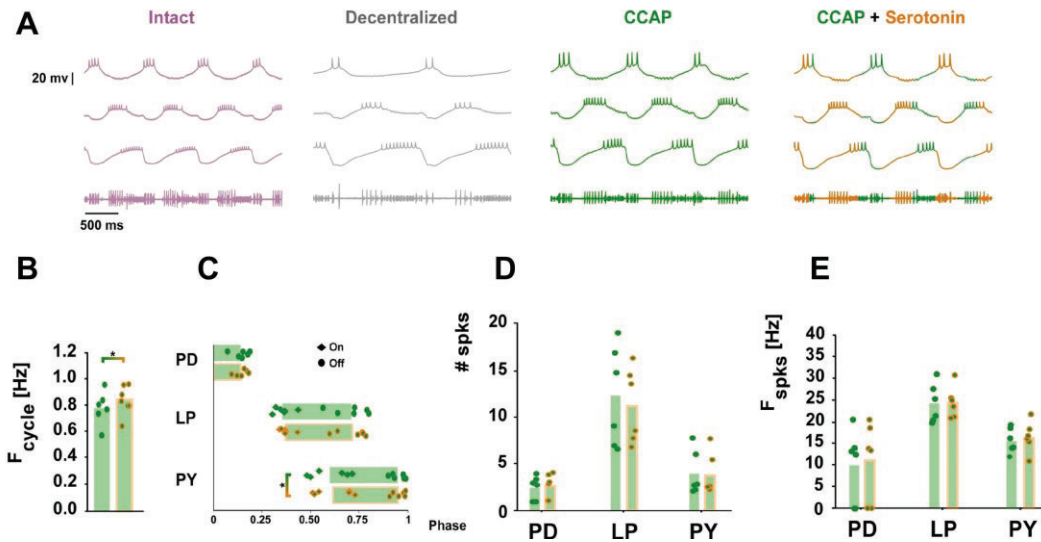 A
Intact
Decentralized
CCAP
CCAP + Serotonin
20 mv
500 ms
B
F cycle [Hz]
1.2
1.0
0.8
0.6
0.4
0.2
0.0
*
C
PD
LP
PY
On
Off
*
0
0.25
0.50
0.75
1
Phase
D
# spks
20
15
10
5
0
PD
LP
PY
E
F spks [Hz]
40
35
30
25
20
15
10
5
0
PD
LP
PY